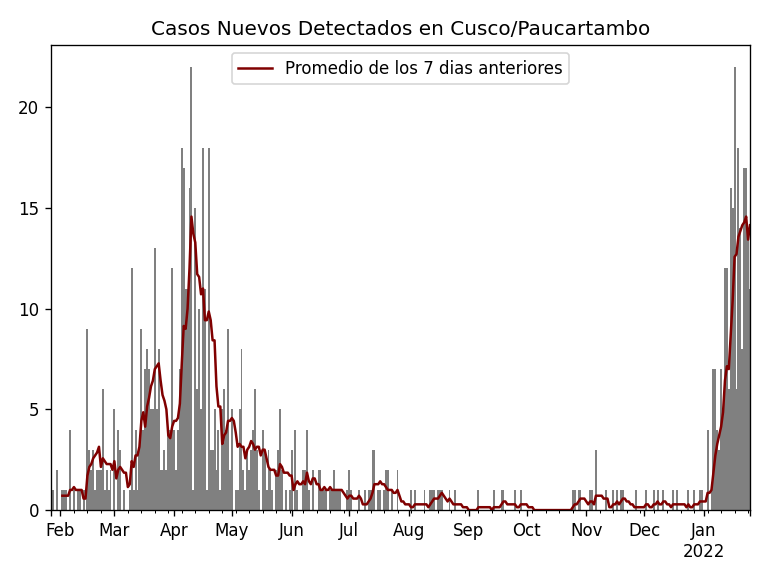 Casos Nuevos Detectados en Cusco/Paucartambo
Promedio de los 7 dias anteriores
20
15
10
5
0
Feb Mar Apr May Jun Jul Aug Sep Oct Nov Dec Jan
2022